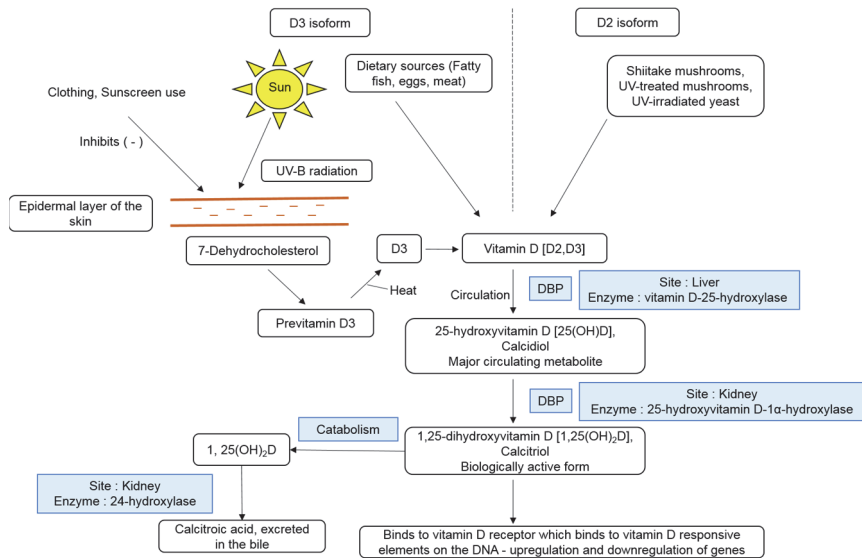 D3 isoform
D2 isoform
Sun
Dietary sources (Fatty
fish, eggs, meat)
Shiitake mushrooms,
UV-treated mushrooms,
UV-irradiated yeast
Clothing, Sunscreen use
Inhibits ( - )
UV-B radiation
Epidermal layer of the
skin
7-Dehydrocholesterol
D3
Vitamin D [D2,D3]
Heat
Previtamin D3
Circulation
DBP
Site : Liver
Enzyme : vitamin D-25-hydroxylase
25-hydroxyvitamin D [25(OH)D],
Calcidiol
Major circulating metabolite
DBP
Site : Kidney
Enzyme : 25-hydroxyvitamin D-1α-hydroxylase
Catabolism
1, 25(OH)₂D
1,25-dihydroxyvitamin D [1,25(OH)₂D],
Calcitriol
Biologically active form
Site : Kidney
Enzyme : 24-hydroxylase
Calcitroic acid, excreted
in the bile
Binds to vitamin D receptor which binds to vitamin D responsive
elements on the DNA - upregulation and downregulation of genes